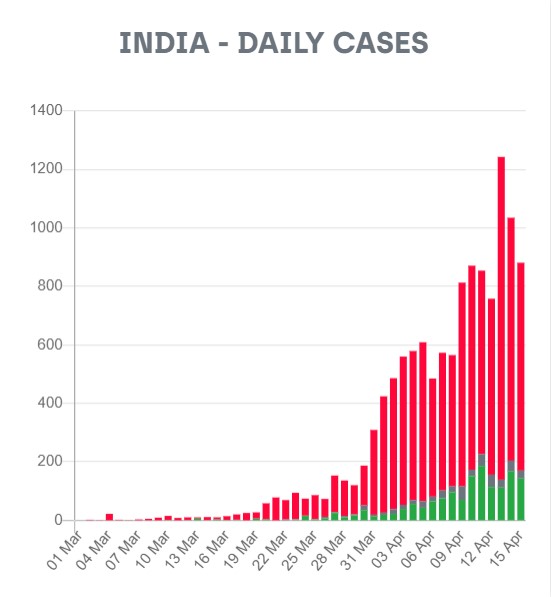 INDIA - DAILY CASES
1400
1200
1000
800
600
400
200
0
01 Mar
04 Mar
07 Mar
10 Mar
13 Mar
16 Mar
19 Mar
22 Mar
25 Mar
28 Mar
31 Mar
03 Apr
06 Apr
09 Apr
12 Apr
15 Apr